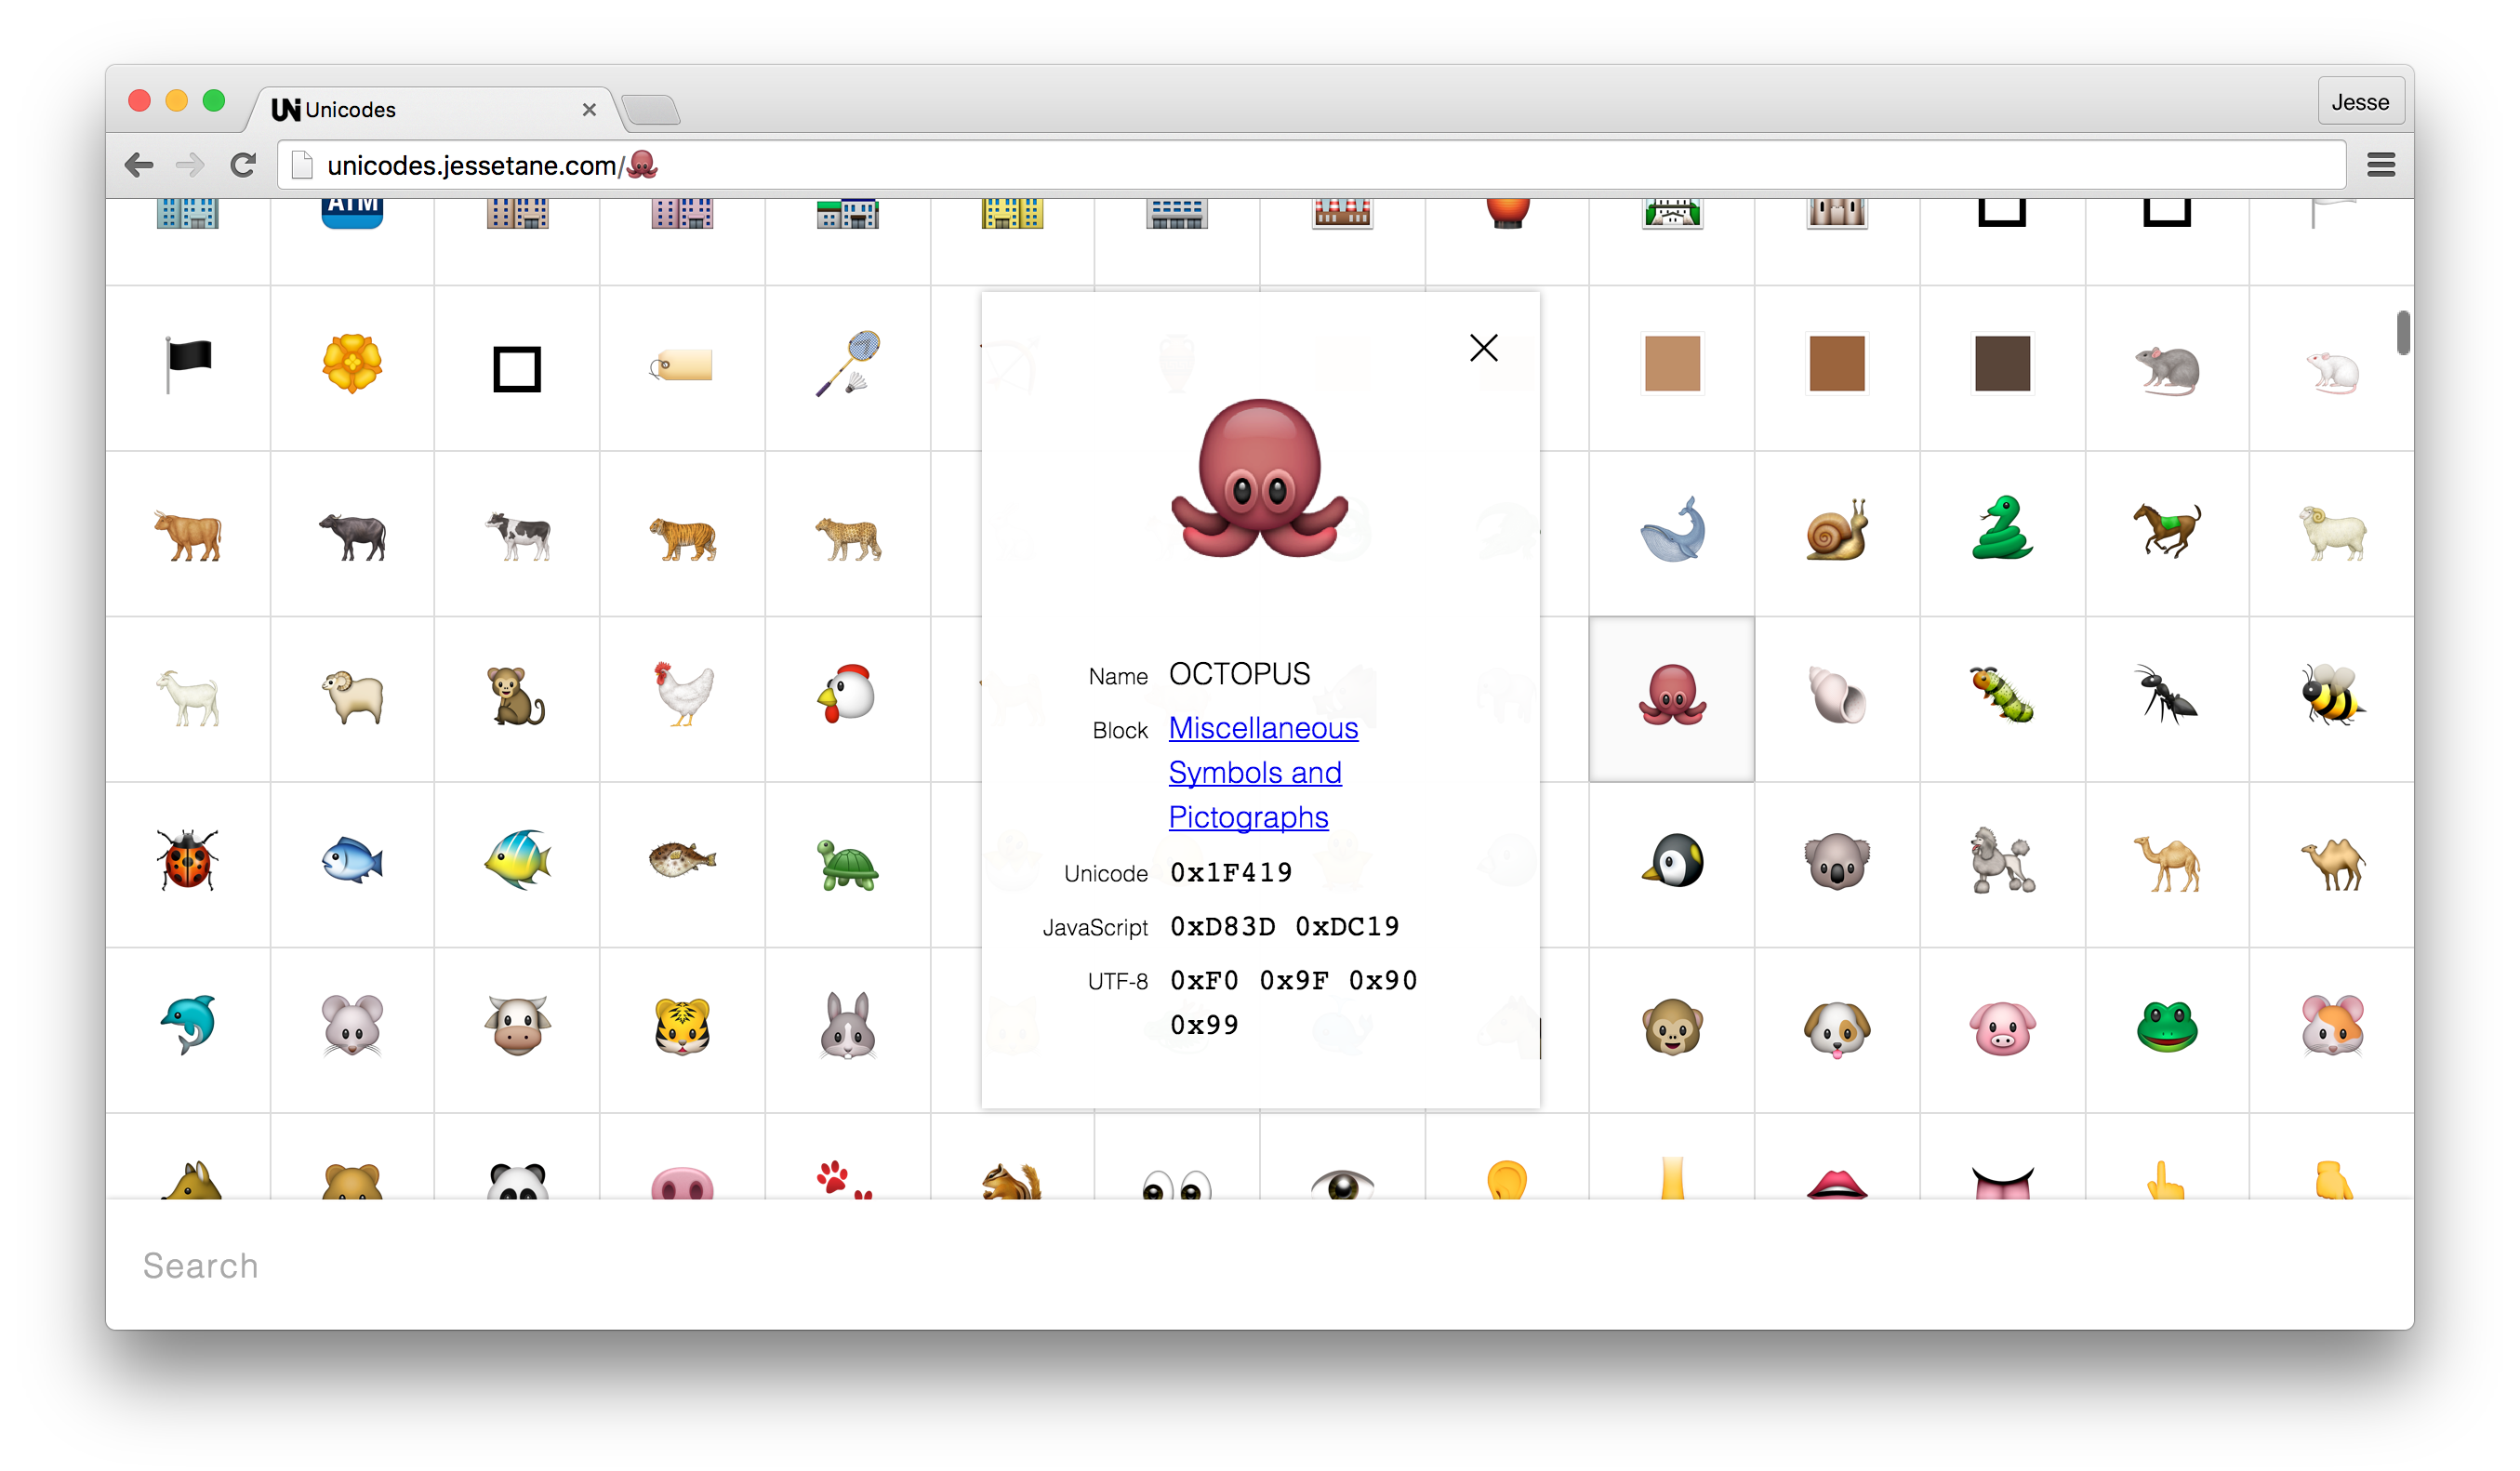 UNi Unicodes
Jesse
unicodes.jessetane.com/🐙
ATM
Name OCTOPUS
Block Miscellaneous
Symbols and
Pictographs
Unicode 0x1F419
JavaScript 0xD83D 0xDC19
UTF-8 0xF0 0x9F 0x90
0x99
Search